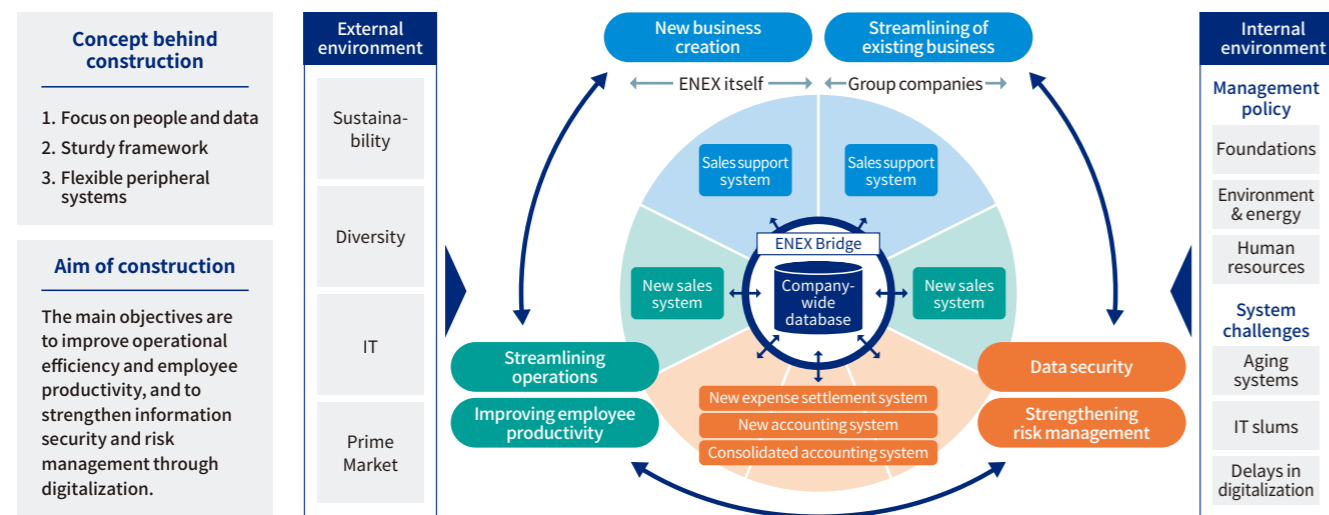 Concept behind
construction
1. Focus on people and data
2. Sturdy framework
3. Flexible peripheral
systems
Aim of construction
The main objectives are
to improve operational
efficiency and employee
productivity, and to
strengthen information
security and risk
management through
digitalization.
External
environment
Sustaina-
bility
Diversity
IT
Prime
Market
New business
creation
Streamlining of
existing business
ENEX itself
Group companies
Sales support
system
Sales support
system
ENEX Bridge
Company-
wide
database
New sales
system
New sales
system
Streamlining
operations
Improving employee
productivity
Data security
Strengthening
risk management
New expense settlement system
New accounting system
Consolidated accounting system
Internal
environment
Management
policy
Foundations
Environment
& energy
Human
resources
System
challenges
Aging
systems
IT slums
Delays in
digitalization